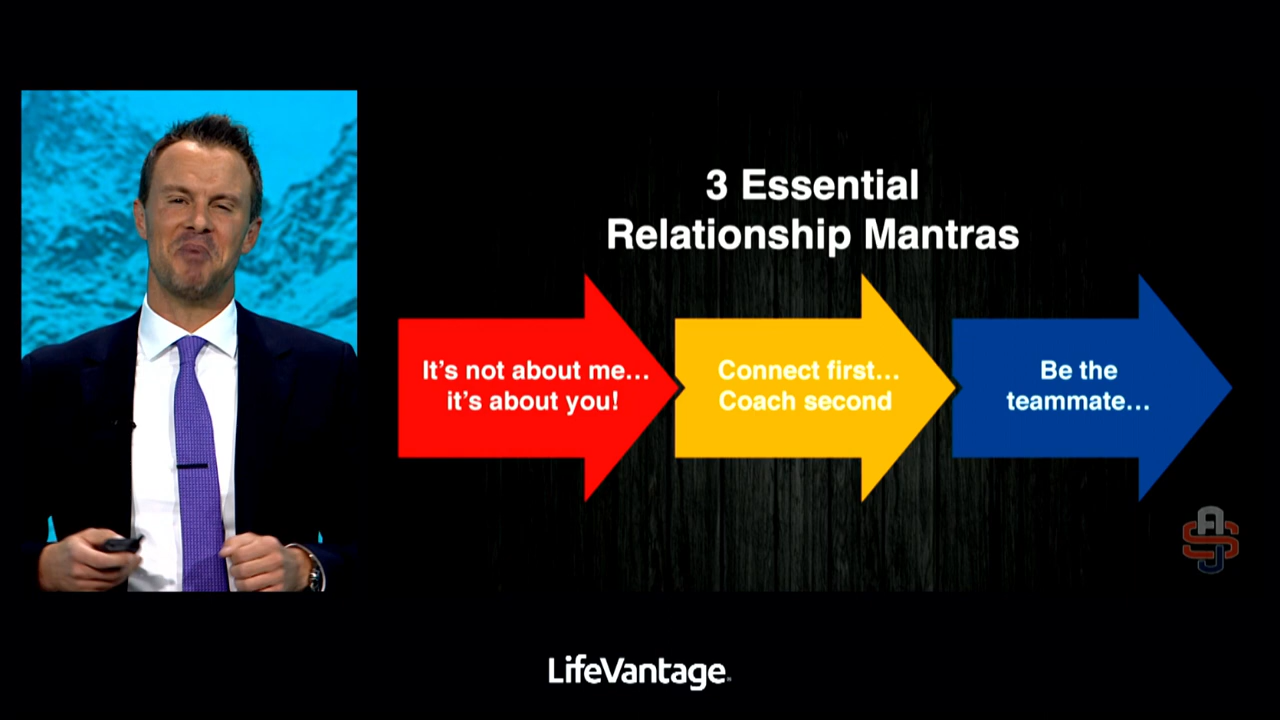 3 Essential
Relationship Mantras
It's not about me...
it's about you!
Connect first...
Coach second
Be the
teammate...
ASJ
LifeVantage